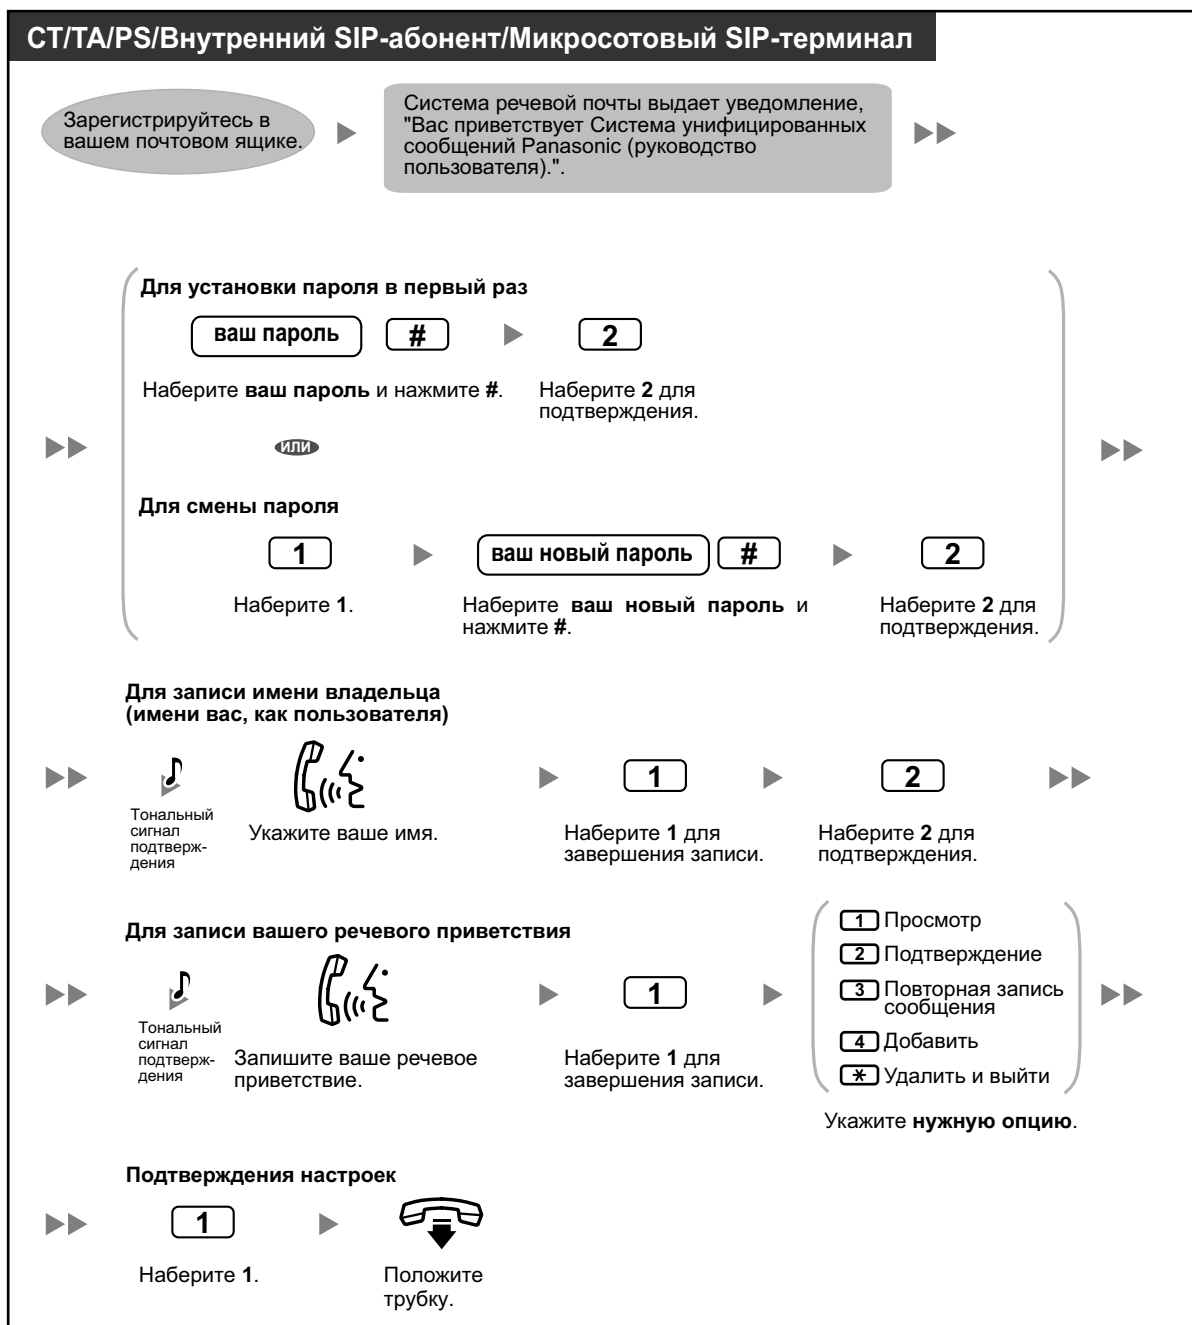 СТ/ТА/PS/Внутренний SIP-абонент/Микросотовый SIP-терминал
Зарегистрируйтесь в
вашем почтовом ящике.
Система речевой почты выдает уведомление,
"Вас приветствует Система унифицированных
сообщений Panasonic (руководство
пользователя).".
Для установки пароля в первый раз
ваш пароль
#
2
Наберите ваш пароль и нажмите #.
Наберите 2 для
подтверждения.
ИЛИ
Для смены пароля
1
ваш новый пароль
#
2
Наберите 1.
Наберите ваш новый пароль и
нажмите #.
Наберите 2 для
подтверждения.
Для записи имени владельца
(имени вас, как пользователя)
1
2
Тональный
сигнал
подтверж-
дения
Укажите ваше имя.
Наберите 1 для
завершения записи.
Наберите 2 для
подтверждения.
Для записи вашего речевого приветствия
1
Тональный
сигнал
подтверж-
дения
Запишите ваше речевое
приветствие.
Наберите 1 для
завершения записи.
1 Просмотр
2 Подтверждение
3 Повторная запись
сообщения
4 Добавить
* Удалить и выйти
Укажите нужную опцию.
Подтверждения настроек
1
Наберите 1.
Положите
трубку.